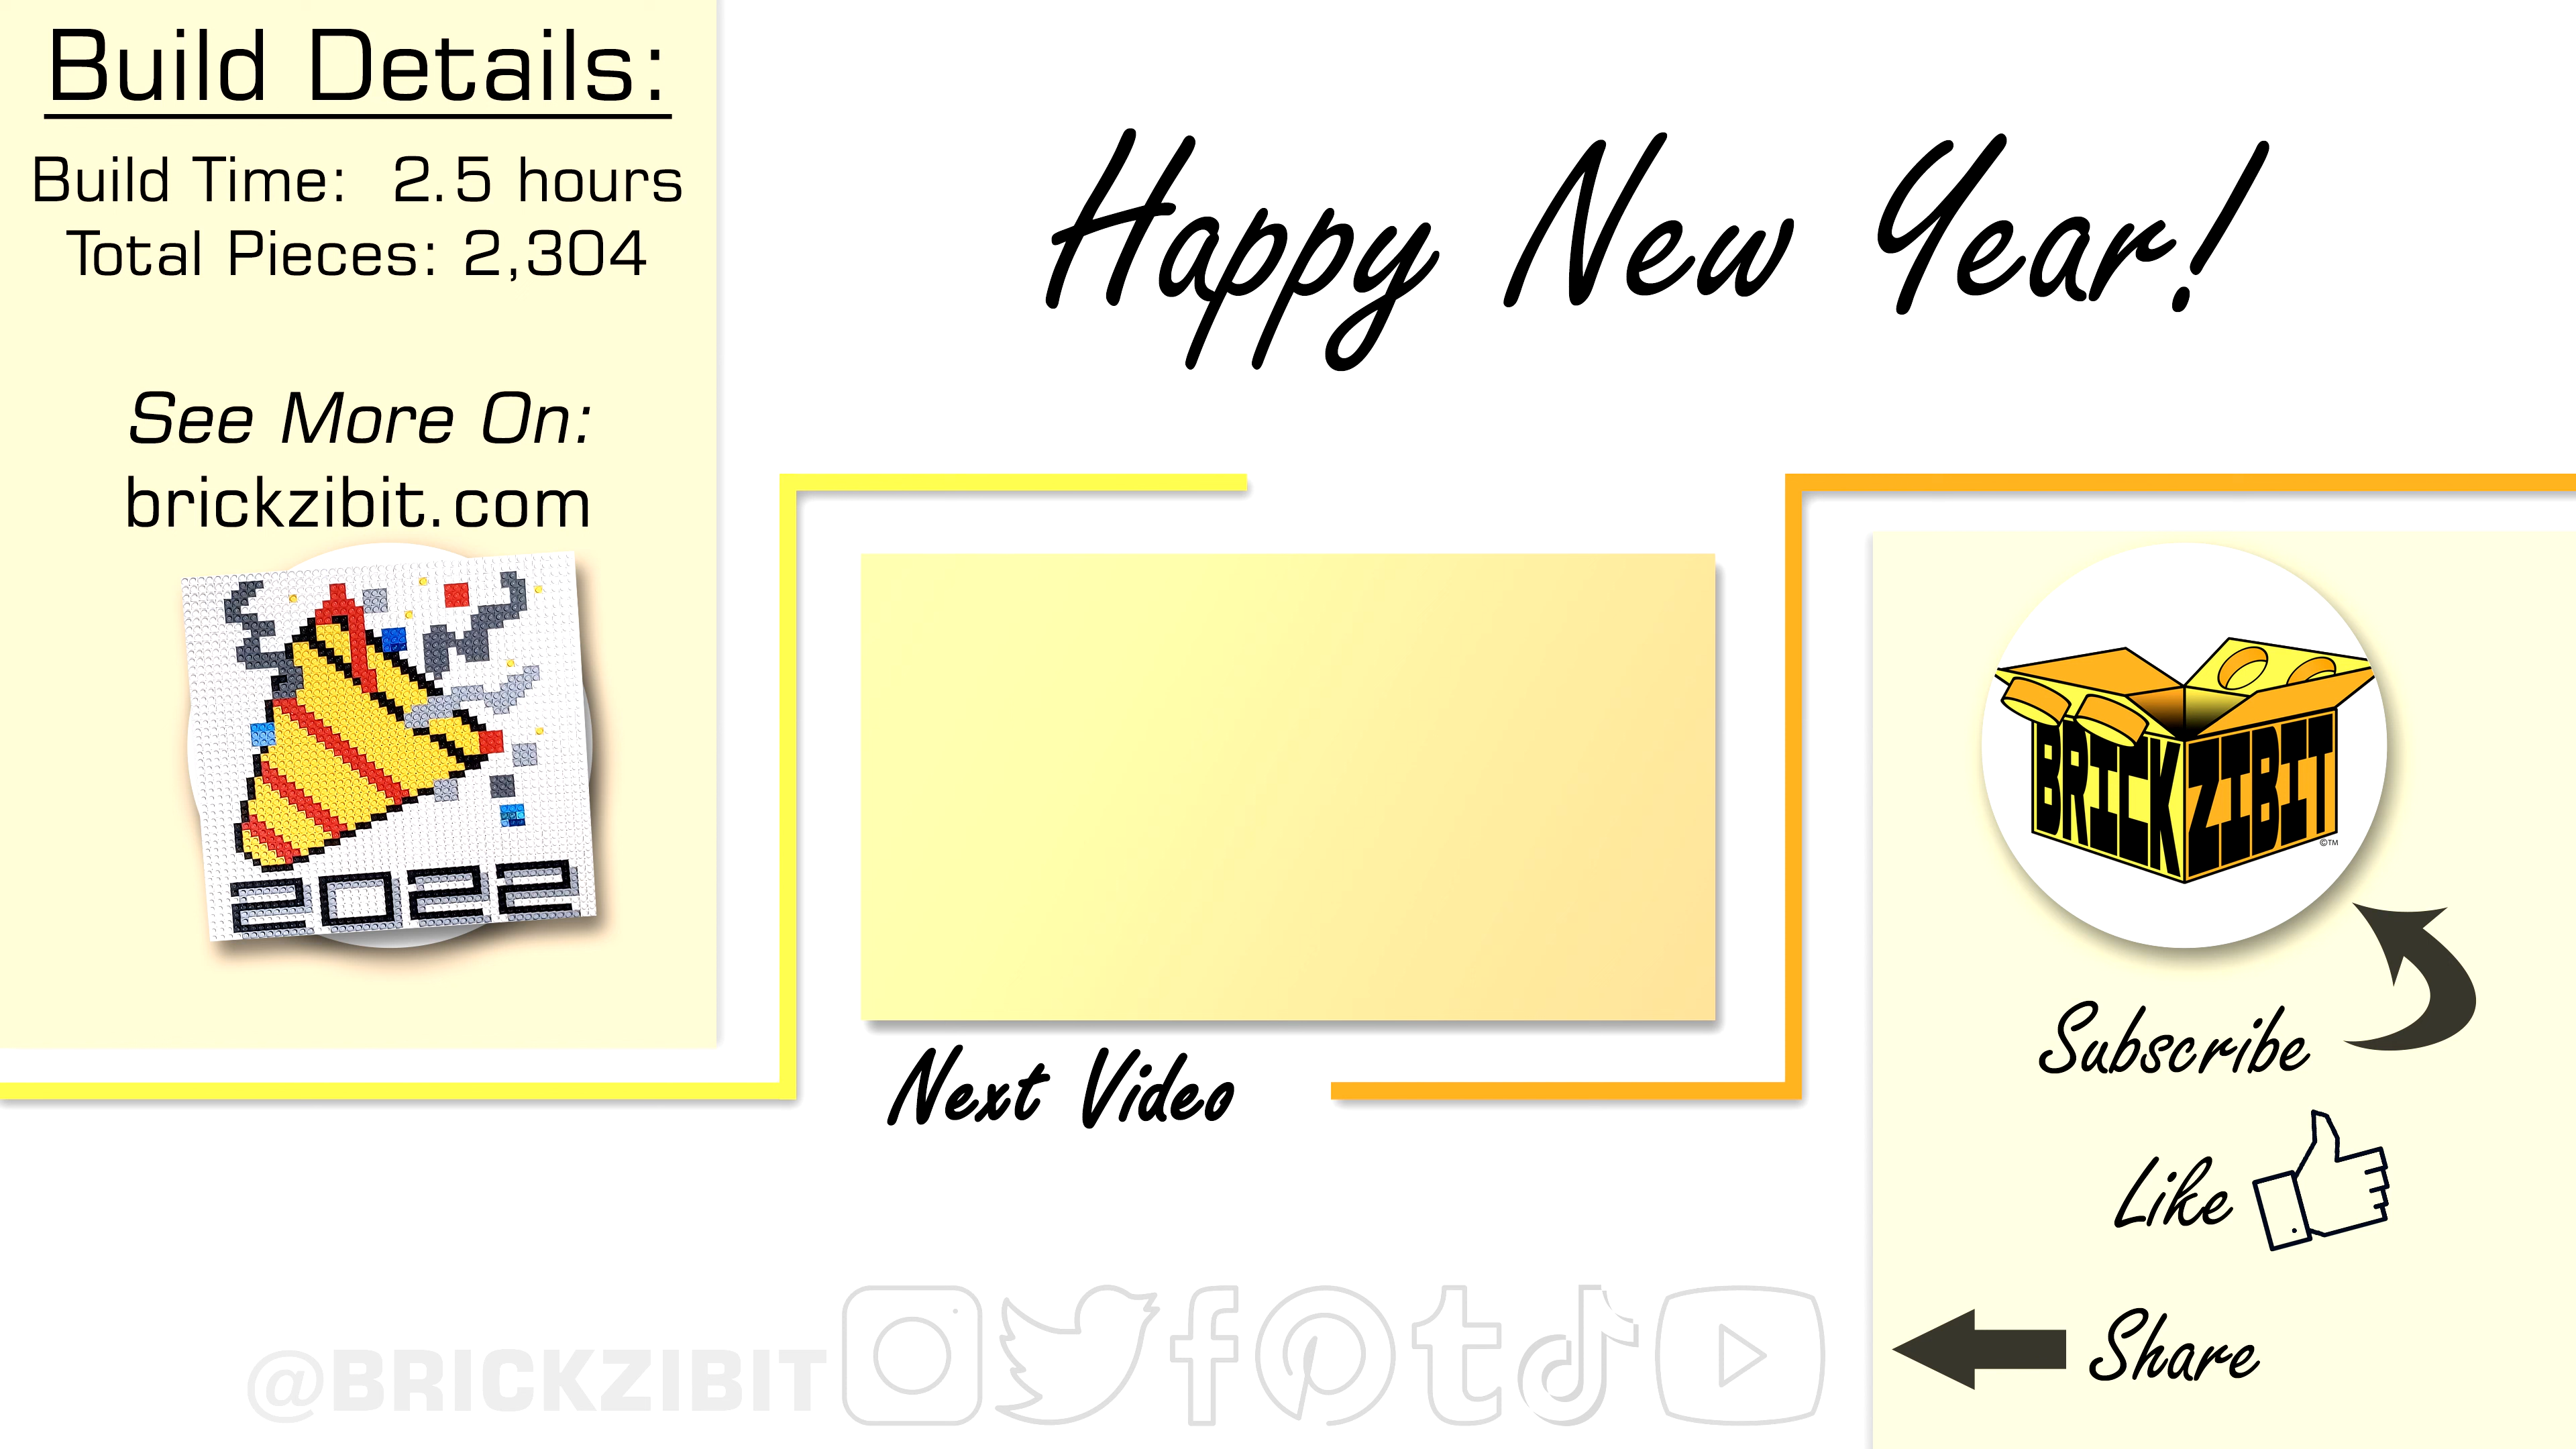 Build Details:
Build Time: 2.5 hours
Total Pieces: 2,304
See More On:
brickzibit.com
2022
Happy New Year!
Next Video
BRICKZIBIT
©™
Subscribe
Like
Share
@BRICKZIBIT